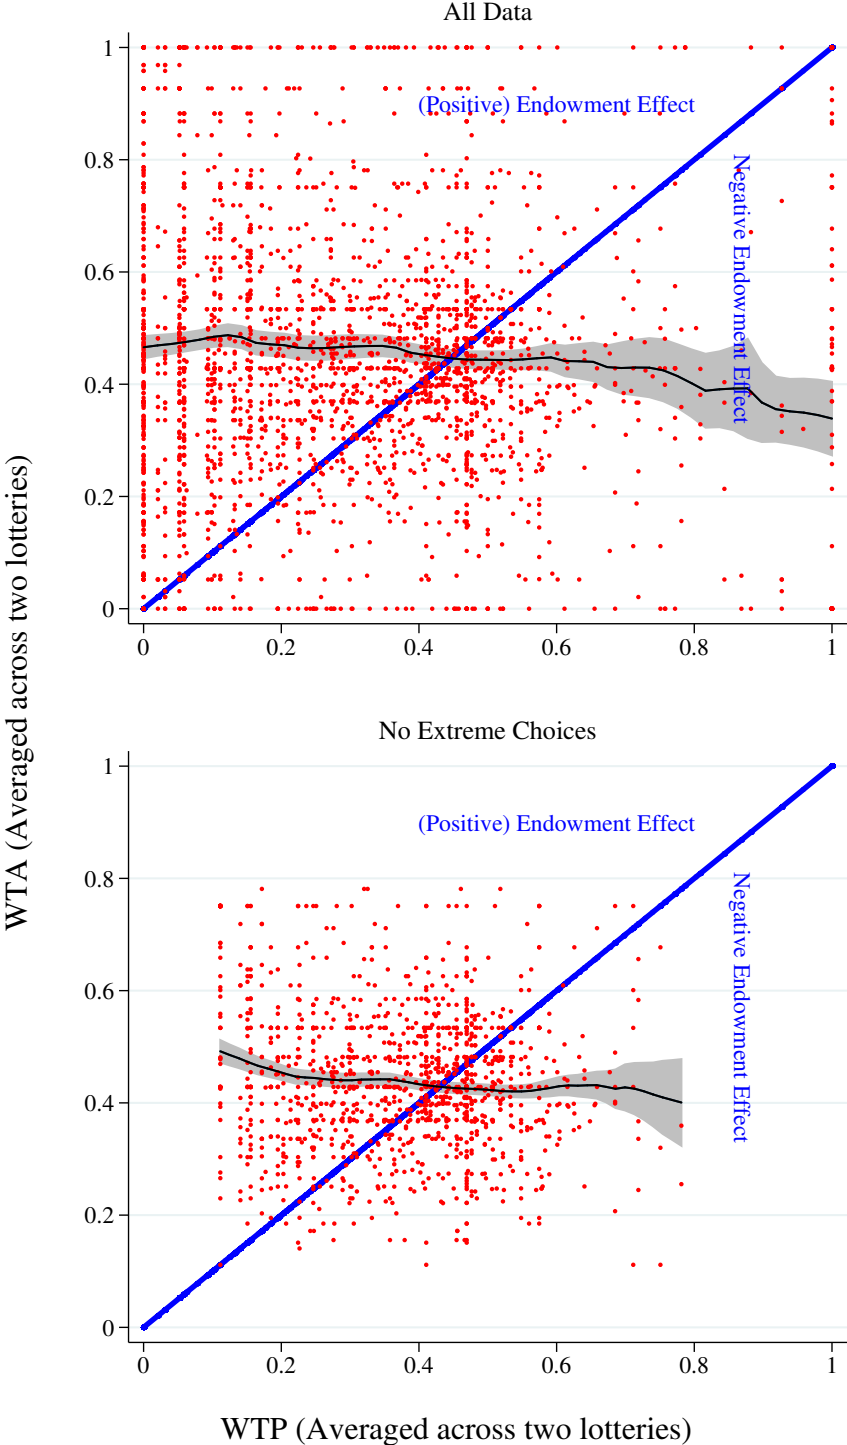 All Data
1
0.8
0.6
0.4
0.2
0
(Positive) Endowment Effect
Negative Endowment Effect
0 0.2 0.4 0.6 0.8 1
WTA (Averaged across two lotteries)
No Extreme Choices
1
0.8
0.6
0.4
0.2
0
(Positive) Endowment Effect
Negative Endowment Effect
0 0.2 0.4 0.6 0.8 1
WTP (Averaged across two lotteries)